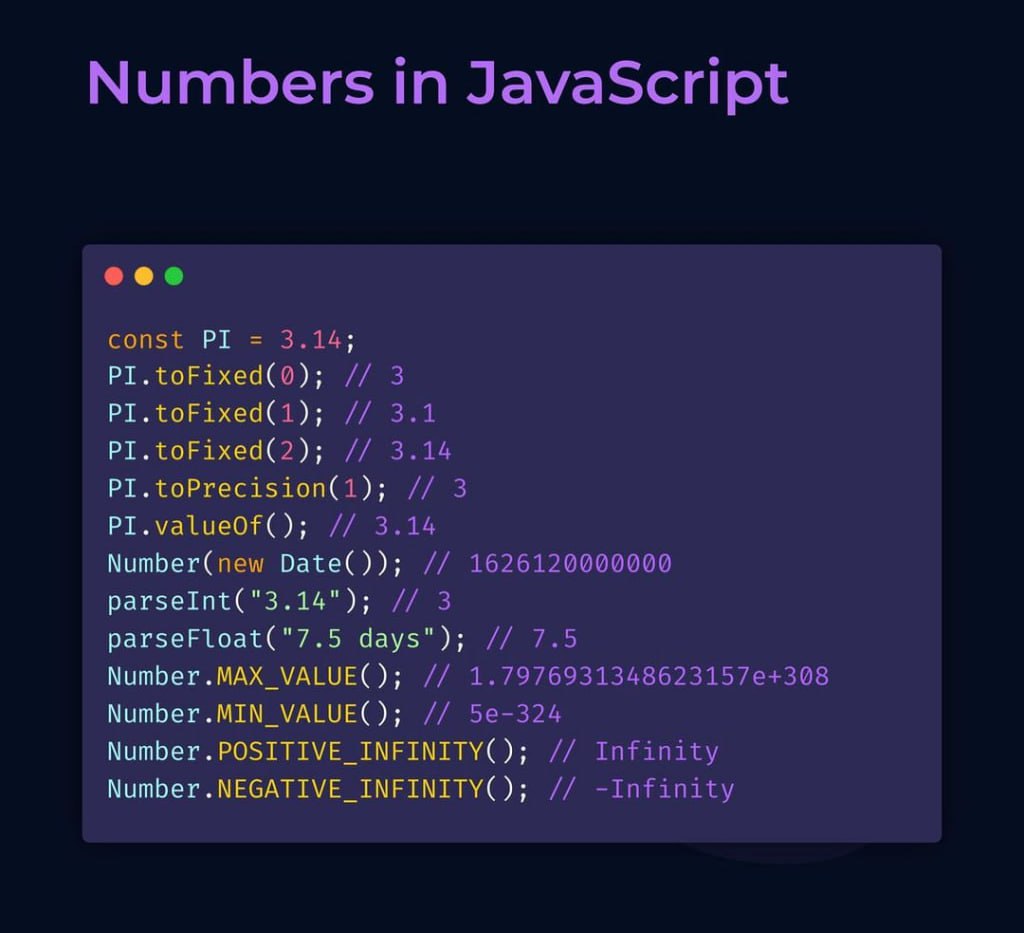 Numbers in JavaScript
const PI = 3.14;
PI.toFixed(0); // 3
PI.toFixed(1); // 3.1
PI.toFixed(2); // 3.14
PI.toPrecision(1); // 3
PI.valueOf(); // 3.14
Number(new Date()); // 1626120000000
parseInt("3.14"); // 3
parseFloat("7.5 days"); // 7.5
Number.MAX_VALUE(); // 1.7976931348623157e+308
Number.MIN_VALUE(); // 5e-324
Number.POSITIVE_INFINITY(); // Infinity
Number.NEGATIVE_INFINITY(); // -Infinity